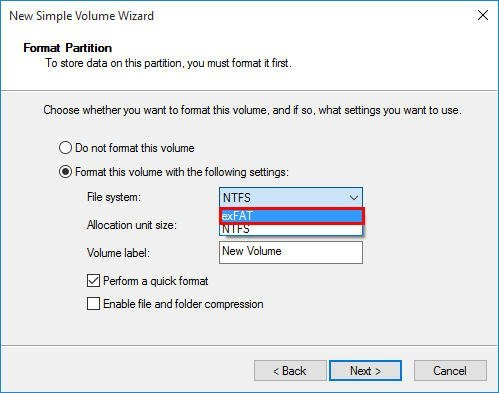 New Simple Volume Wizard
Format Partition
To store data on this partition, you must format it first.
Choose whether you want to format this volume, and if so, what settings you want to use.
Do not format this volume
Format this volume with the following settings:
File system:
NTFS
exFAT
NTFS
Allocation unit size:
Volume label:
New Volume
Perform a quick format
Enable file and folder compression
< Back
Next >
Cancel